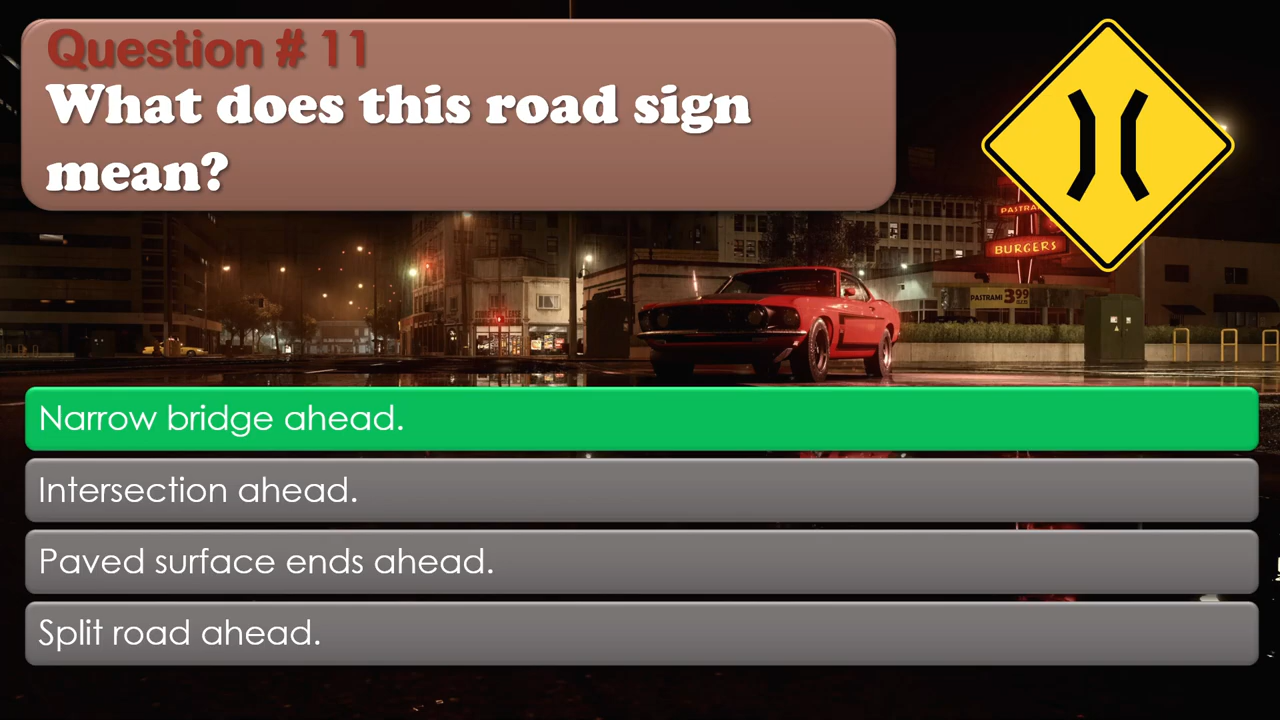 Question # 11
What does this road sign
mean?
PASTRAMI
BURGERS
PASTRAMI 3.99
Narrow bridge ahead.
Intersection ahead.
Paved surface ends ahead.
Split road ahead.